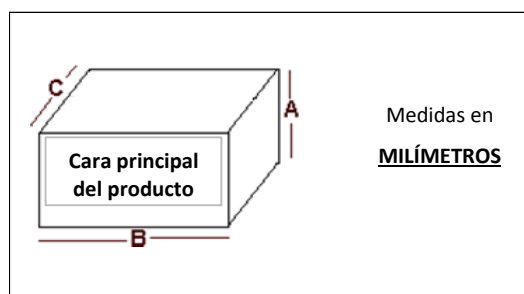 C
A
Medidas en
MILÍMETROS
Cara principal
del producto
B